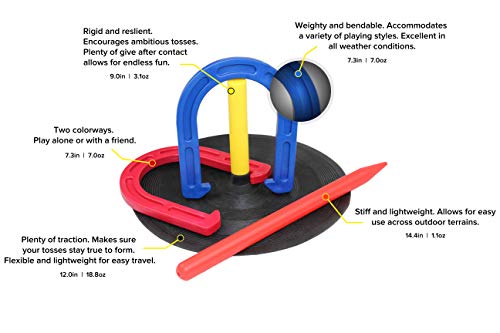 Rigid and reslient.
Encourages ambitious tosses.
Plenty of give after contact
allows for endless fun.
9.0in | 3.1oz
Weighty and bendable. Accommodates
a variety of playing styles. Excellent in
all weather conditions.
7.3in | 7.0oz
Two colorways.
Play alone or with a friend.
7.3in | 7.0oz
Stiff and lightweight. Allows for easy
use across outdoor terrains.
14.4in | 1.1oz
Plenty of traction. Makes sure
your tosses stay true to form.
Flexible and lightweight for easy travel.
12.0in | 18.8oz